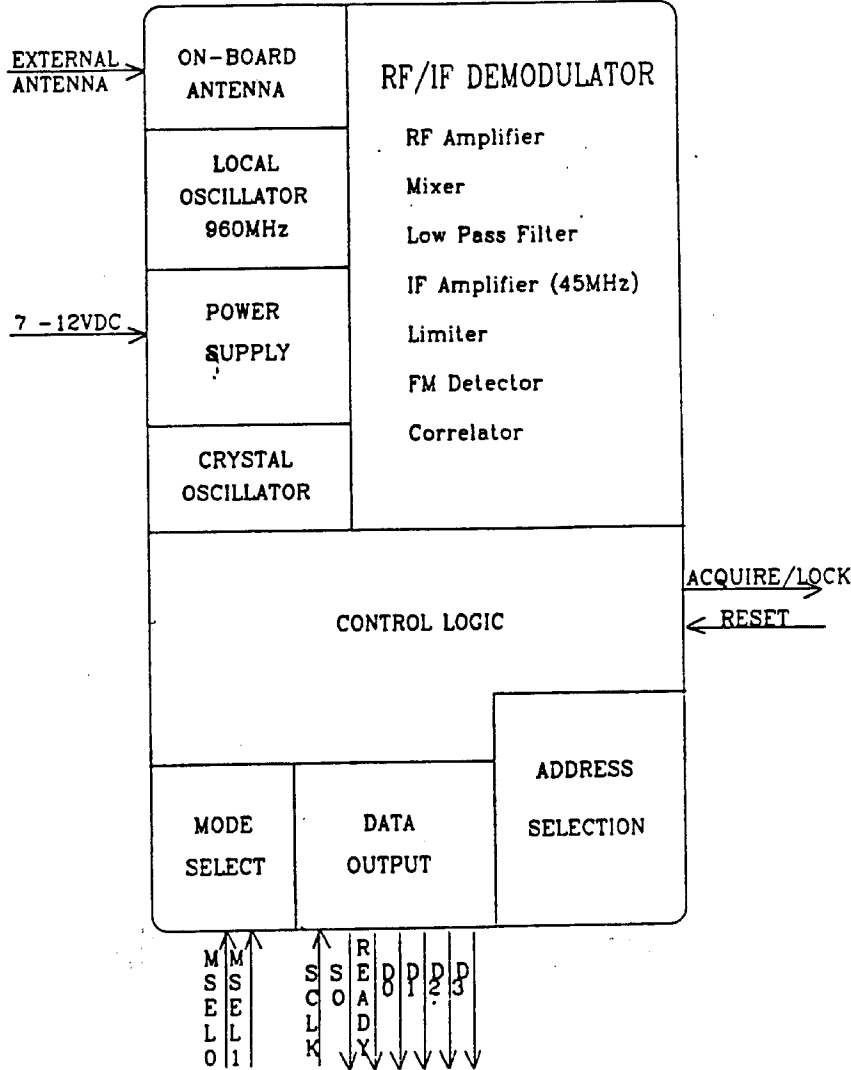 EXTERNAL
ANTENNA
ON-BOARD
ANTENNA
RF/IF DEMODULATOR
RF Amplifier
Mixer
Low Pass Filter
IF Amplifier (45MHz)
Limiter
FM Detector
Correlator
LOCAL
OSCILLATOR
960MHz
7 -12VDC
POWER
SUPPLY
CRYSTAL
OSCILLATOR
CONTROL LOGIC
ACQUIRE/LOCK
RESET
MODE
SELECT
DATA
OUTPUT
ADDRESS
SELECTION
MSEL0
MSEL1
SCLK
SO
READY
D0
D1
D2
D3